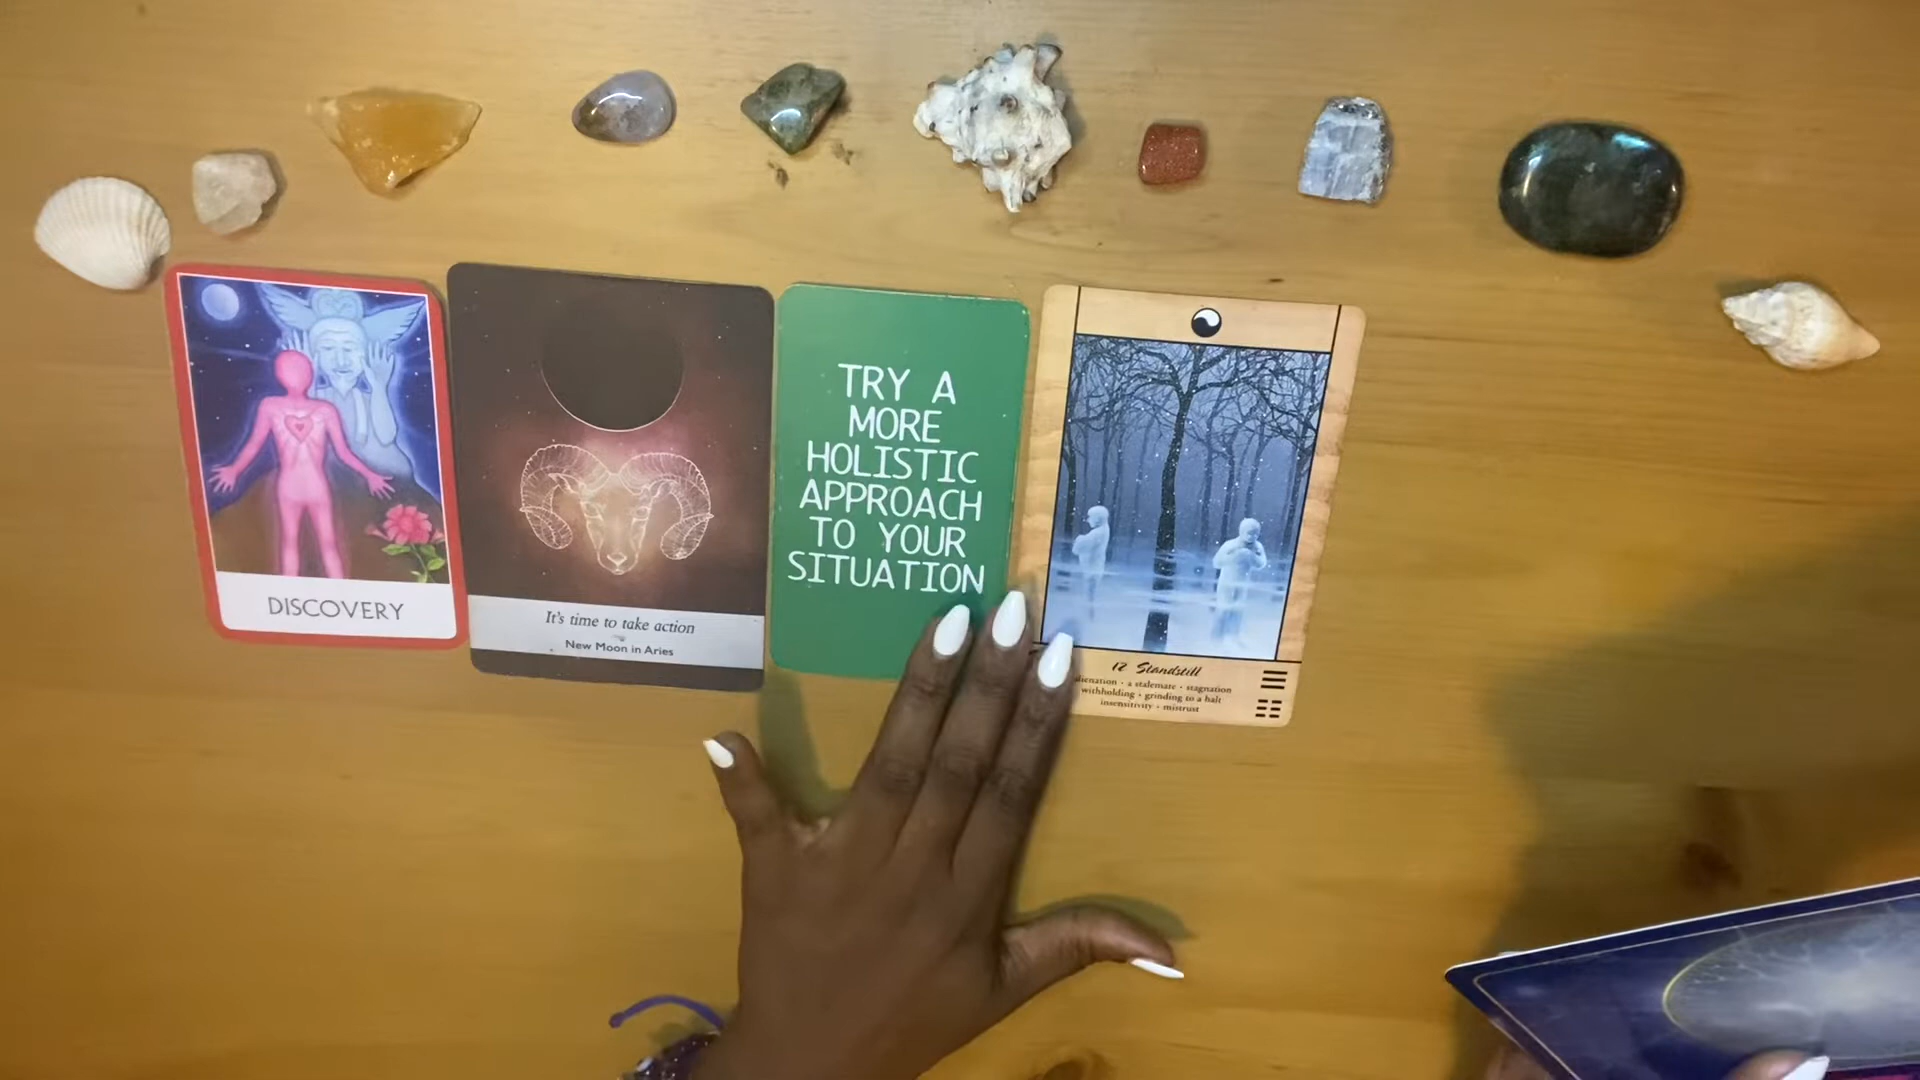 DISCOVERY
It's time to take action
New Moon in Aries
TRY A
MORE
HOLISTIC
APPROACH
TO YOUR
SITUATION
12 Standstill
alienation • a stalemate • stagnation
withholding • grinding to a halt
insensitivity • mistrust